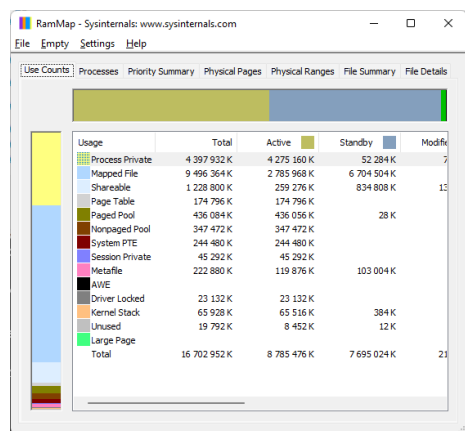 RamMap - Sysinternals: www.sysinternals.com
File Empty Settings Help
Use Counts Processes Priority Summary Physical Pages Physical Ranges File Summary File Details
Usage Total Active Standby Modifie
Process Private 4 397 932 K 4 275 160 K 52 284 K 7
Mapped File 9 496 364 K 2 785 968 K 6 704 504 K
Shareable 1 228 800 K 259 276 K 834 808 K 13
Page Table 174 796 K 174 796 K
Paged Pool 436 084 K 436 056 K 28 K
Nonpaged Pool 347 472 K 347 472 K
System PTE 244 480 K 244 480 K
Session Private 45 292 K 45 292 K
Metafile 222 880 K 119 876 K 103 004 K
AWE
Driver Locked 23 132 K 23 132 K
Kernel Stack 65 928 K 65 516 K 384 K
Unused 19 792 K 8 452 K 12 K
Large Page
Total 16 702 952 K 8 785 476 K 7 695 024 K 21